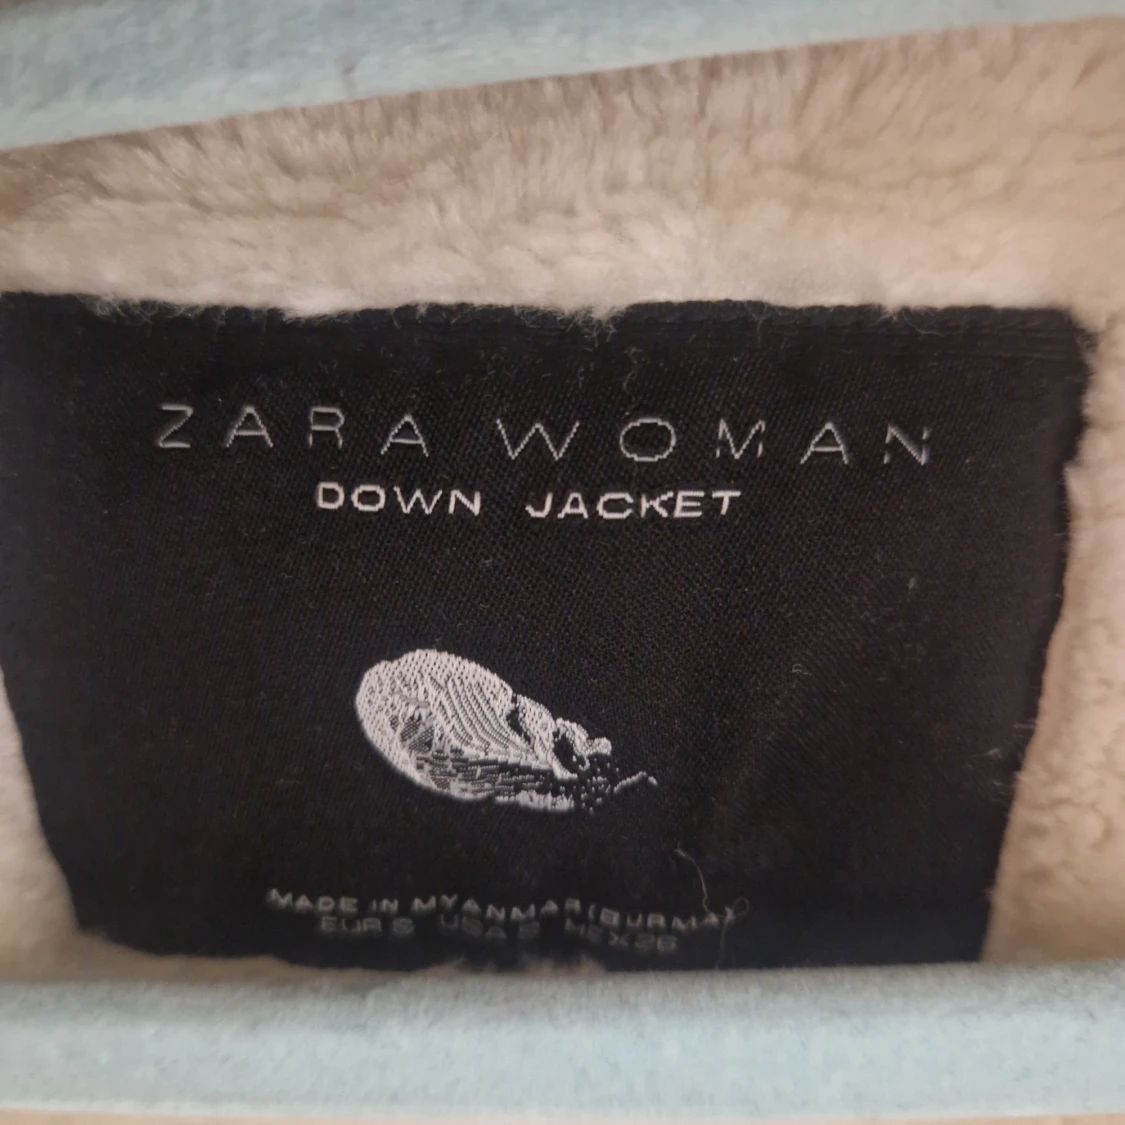 ZARA WOMAN
DOWN JACKET
MADE IN MYANMAR(BURMA)
EUR S USA S MEX 26